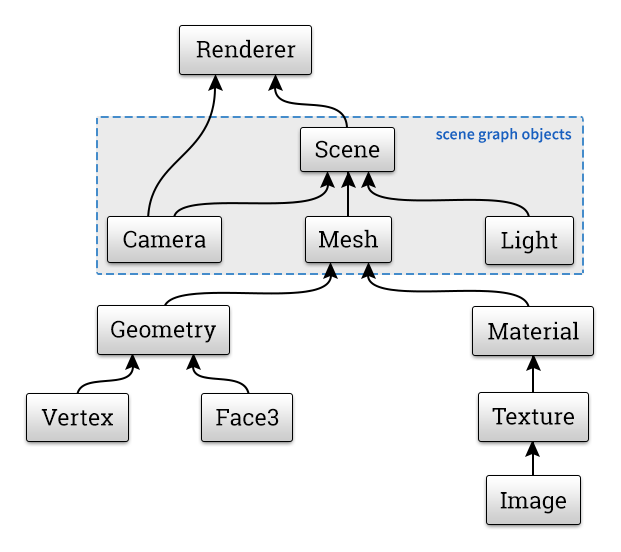 Renderer
scene graph objects
Scene
Camera
Mesh
Light
Geometry
Material
Vertex
Face3
Texture
Image